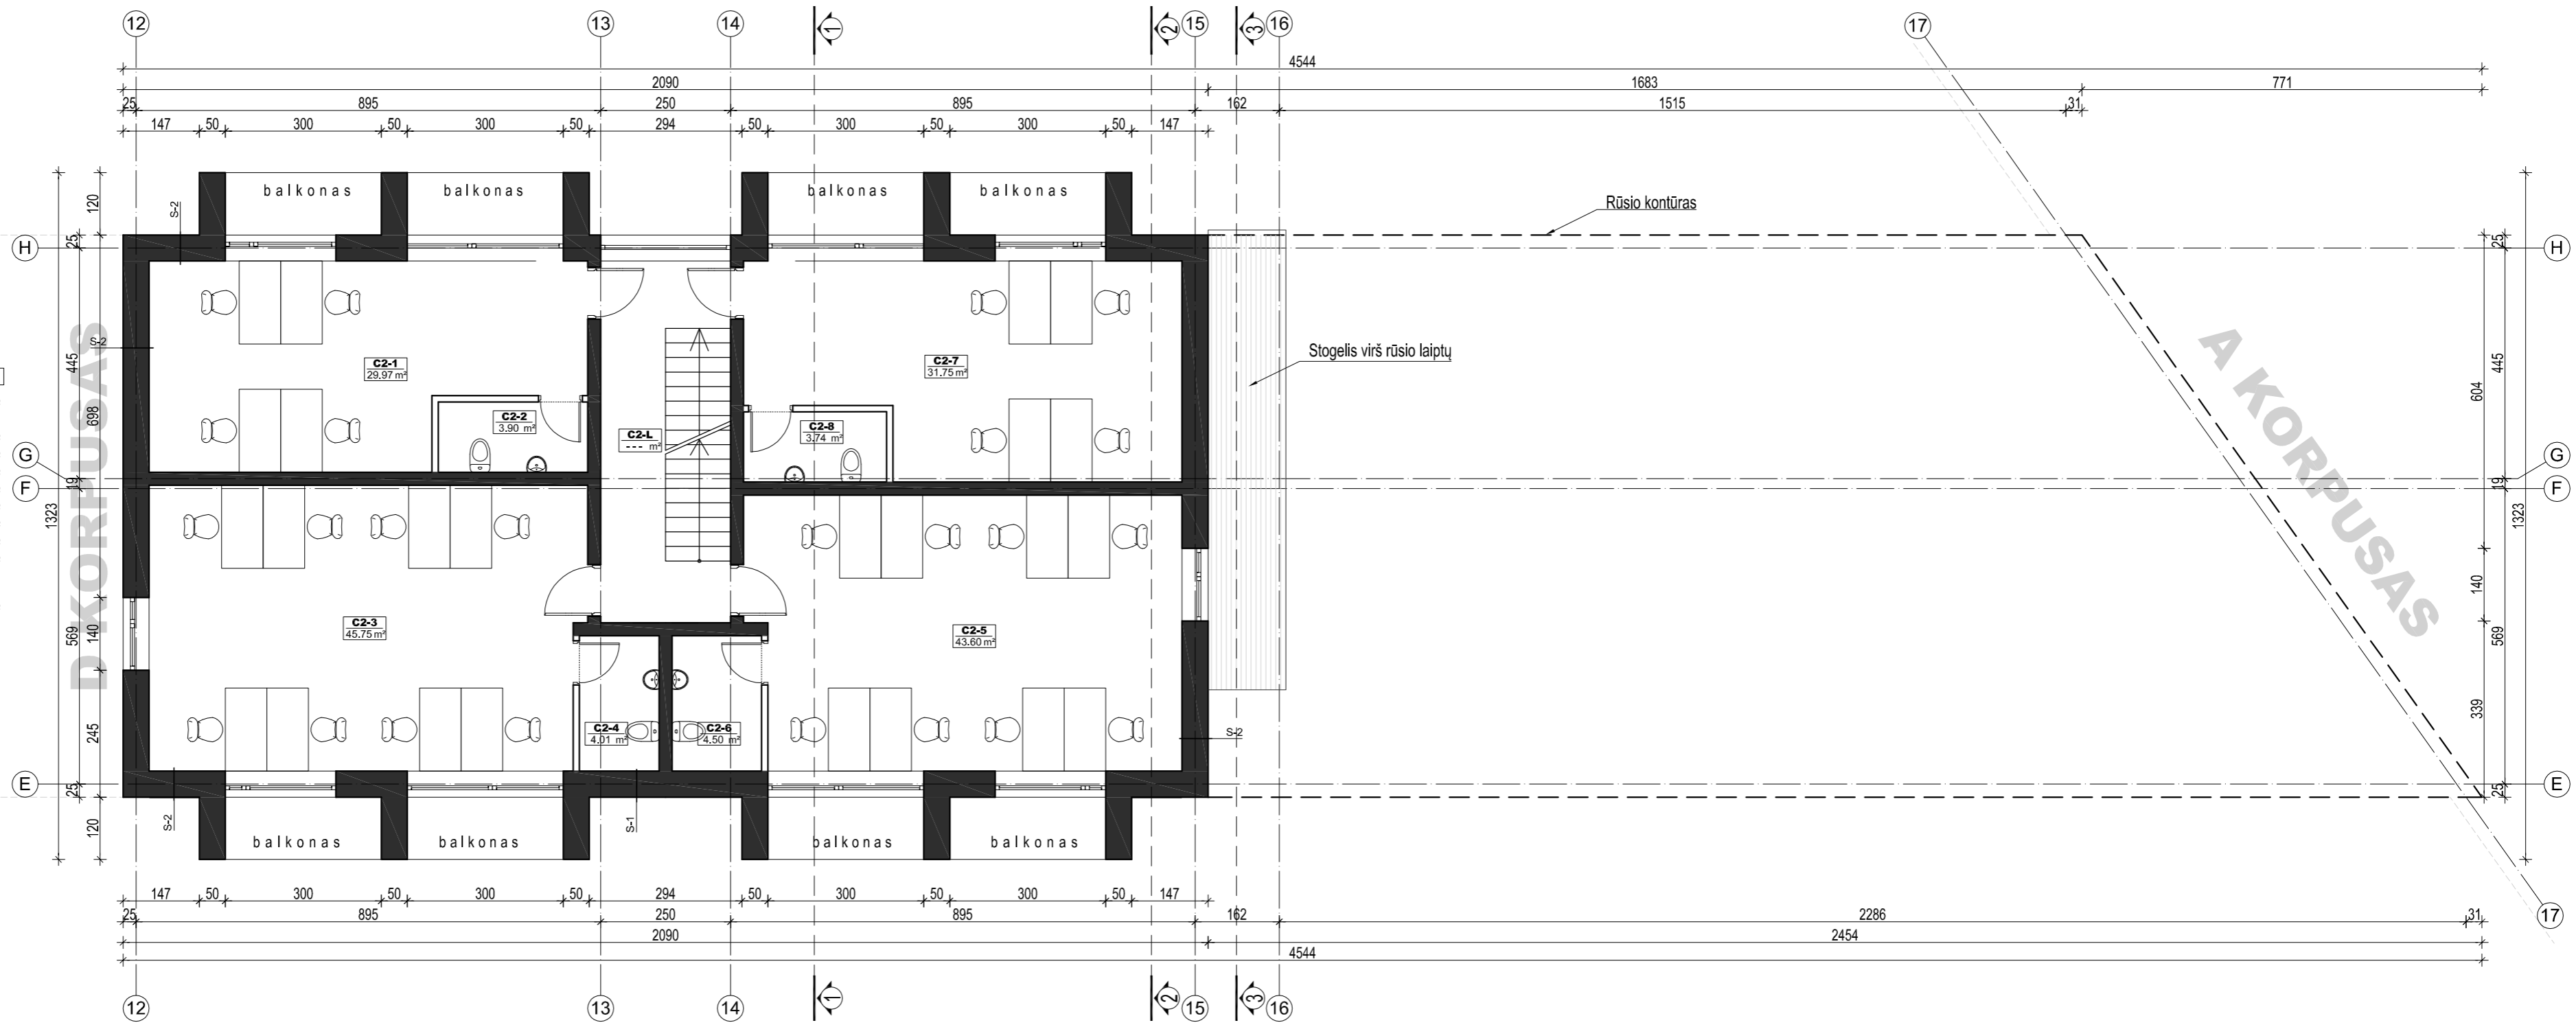 12 13 14 1 2 15 3 16 17
4544
2090 1683 771
25 895 250 895 162 1515 31
147 50 300 50 300 50 294 50 300 50 300 50 147
balkonas balkonas balkonas balkonas
S-2
120
25
Rūsio kontūras
H H
25
S-2
445
C2-1
29.97 m²
C2-7
31.75 m²
Stogelis virš rūsio laiptų
D KORPUSAS
A KORPUSAS
698
604
445
C2-2
3.90 m²
C2-L
--- m²
C2-8
3.74 m²
G G
19 19
F F
1323 1323
140
569
C2-3
45.75 m²
C2-5
43.60 m²
569
140
245
339
C2-4
4.01 m²
C2-6
4.50 m²
S-2
E E
25 25
120
S-2
S-1
balkonas balkonas balkonas balkonas
147 50 300 50 300 50 294 50 300 50 300 50 147
25 895 250 895 162 2286 31
2090 2454
4544
12 13 14 1 2 15 3 16 17